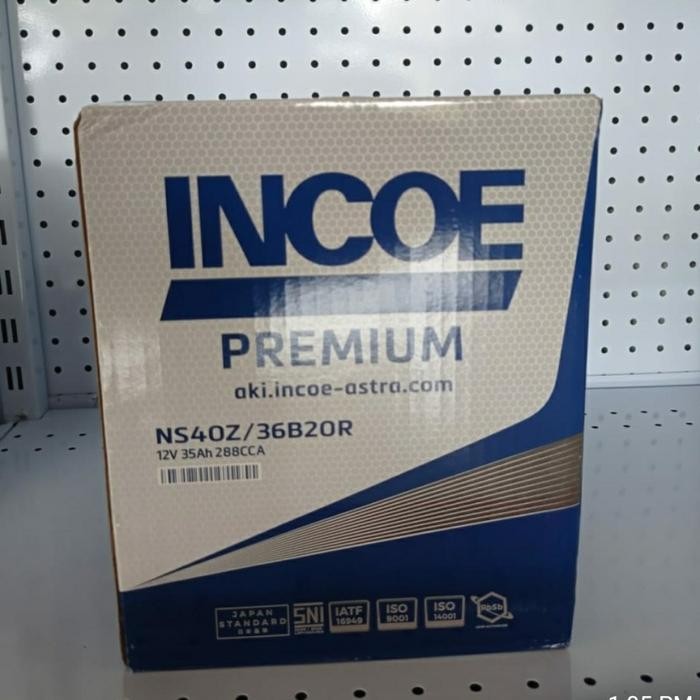 INCOE
PREMIUM
aki.incoe-astra.com
NS40Z/36B20R
12V 35Ah 288CCA
JAPAN
STANDARD
SNI
IATF
16949
ISO
9001
ISO
14001
PbSb